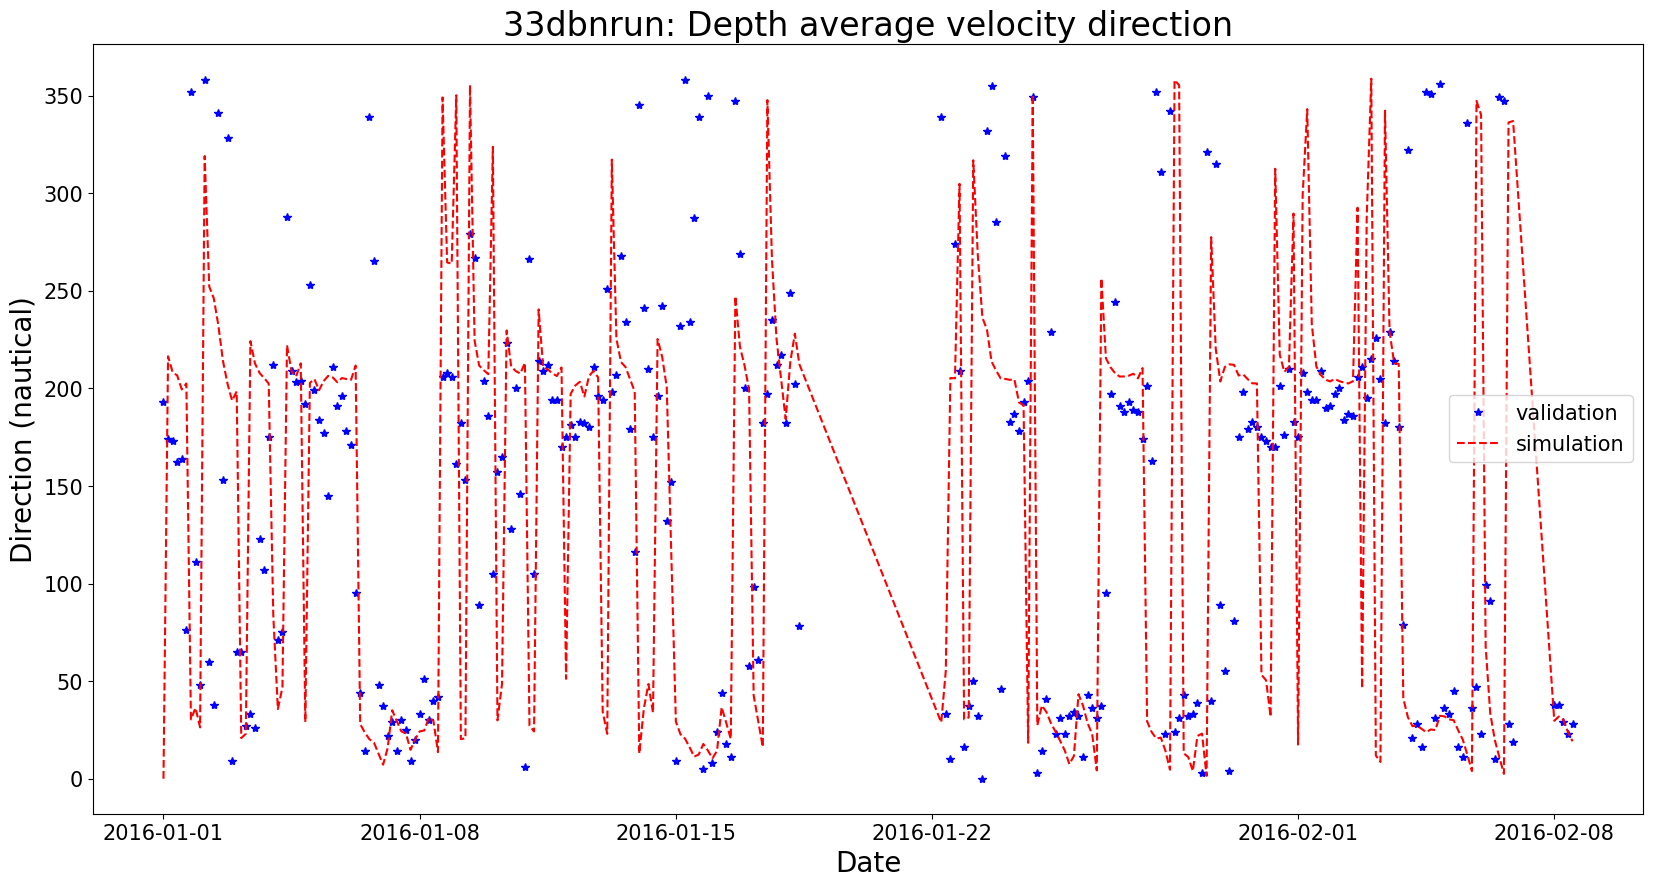 33dbnrun: Depth average velocity direction
Direction (nautical)
350
300
250
200
150
100
50
0
validation
simulation
2016-01-01
2016-01-08
2016-01-15
2016-01-22
2016-02-01
2016-02-08
Date